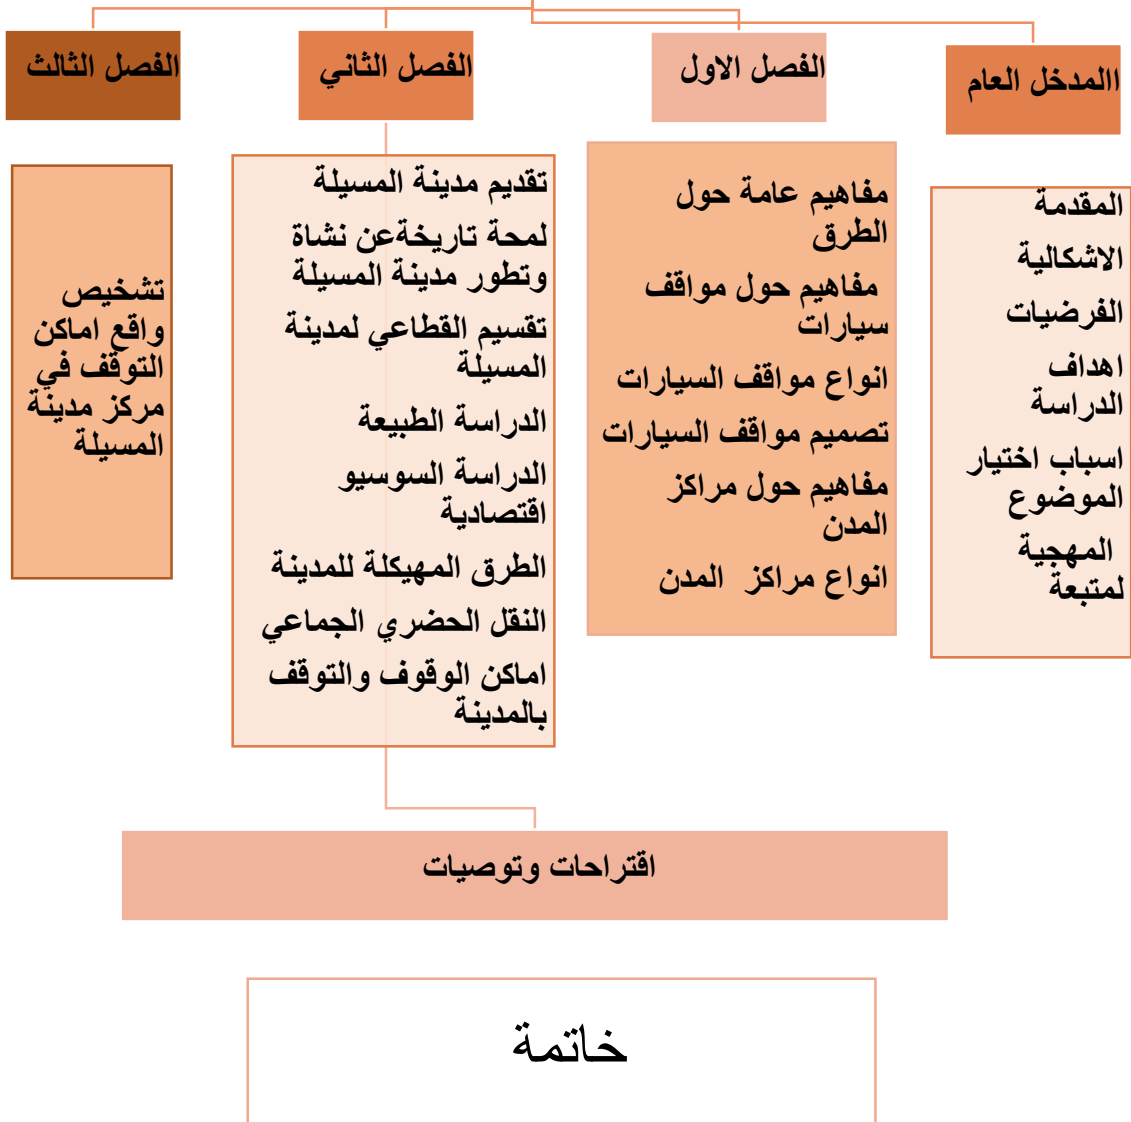 االمدخل العام
المقدمة
الاشكالية
الفرضيات
اهداف
الدراسة
اسباب اختيار
الموضوع
المهجية
لمتبعة
الفصل الاول
مفاهيم عامة حول
الطرق
مفاهيم حول مواقف
سيارات
انواع مواقف السيارات
تصميم مواقف السيارات
مفاهيم حول مراكز
المدن
انواع مراكز المدن
الفصل الثاني
تقديم مدينة المسيلة
لمحة تاريخةعن نشاة
وتطور مدينة المسيلة
تقسيم القطاعي لمدينة
المسيلة
الدراسة الطبيعة
الدراسة السوسيو
اقتصادية
الطرق المهيكلة للمدينة
النقل الحضري الجماعي
اماكن الوقوف والتوقف
بالمدينة
الفصل الثالث
تشخيص
واقع اماكن
التوقف في
مركز مدينة
المسيلة
اقتراحات وتوصيات
خاتمة